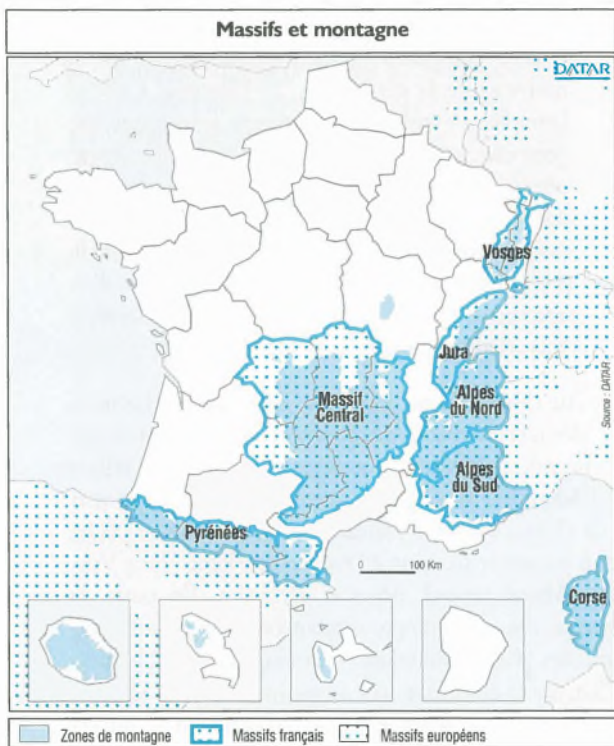 Massifs et montagne
DATAR
Vosges
Jura
Alpes
du Nord
Massif
Central
Alpes
du Sud
Pyrénées
0 100 Km
Corse
Source : DATAR
Zones de montagne
Massifs français
Massifs européens